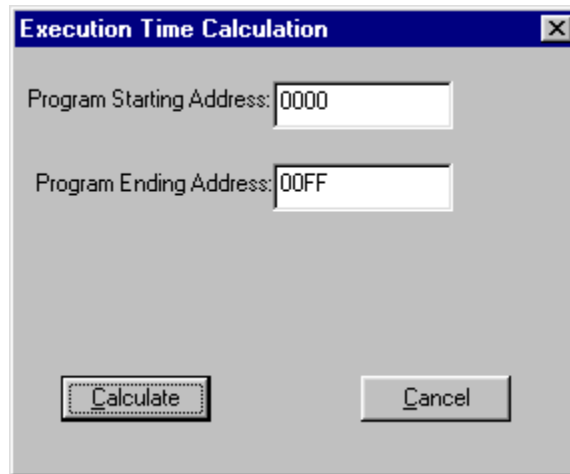 Execution Time Calculation
Program Starting Address: 0000
Program Ending Address: 00FF
Calculate Cancel